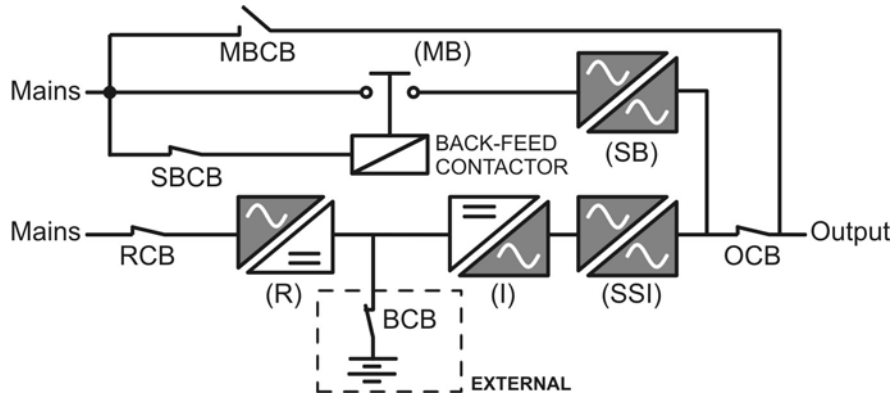 MBCB
(MB)
Mains
BACK-FEED
CONTACTOR
(SB)
SBCB
Mains
RCB
(R)
(I)
(SSI)
OCB
Output
BCB
EXTERNAL